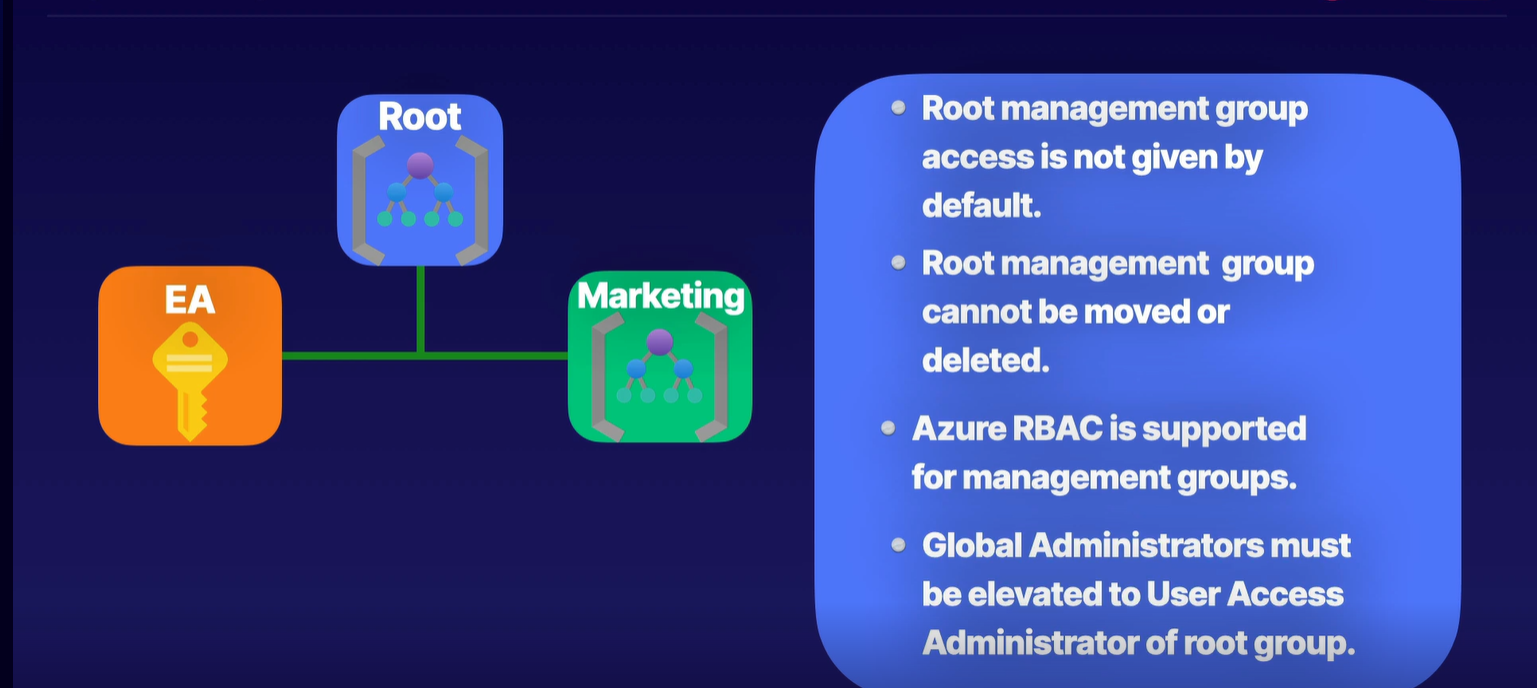 Root
EA
Marketing
Root management group
access is not given by
default.
Root management  group
cannot be moved or
deleted.
Azure RBAC is supported
for management groups.
Global Administrators must
be elevated to User Access
Administrator of root group.